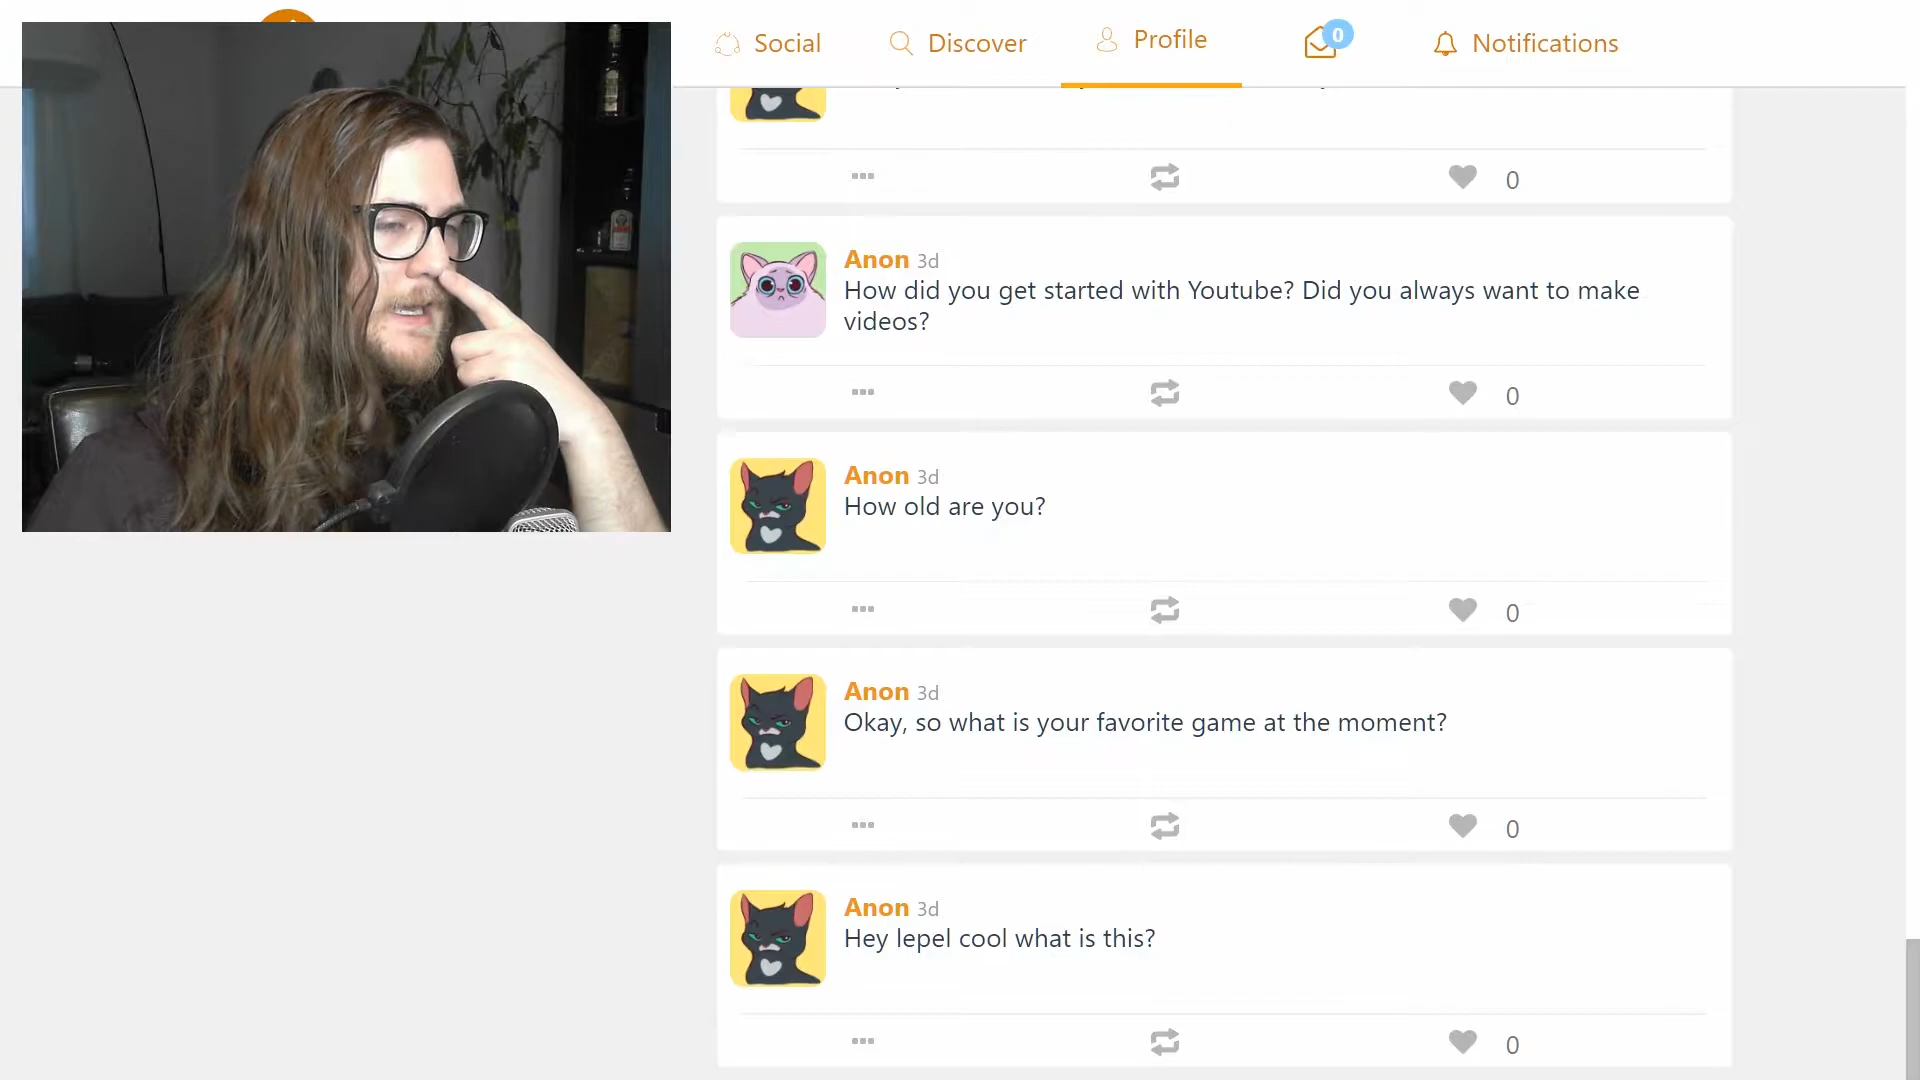 Social
Discover
Profile
0
Notifications
0
Anon 3d
How did you get started with Youtube? Did you always want to make
videos?
0
Anon 3d
How old are you?
0
Anon 3d
Okay, so what is your favorite game at the moment?
0
Anon 3d
Hey lepel cool what is this?
0